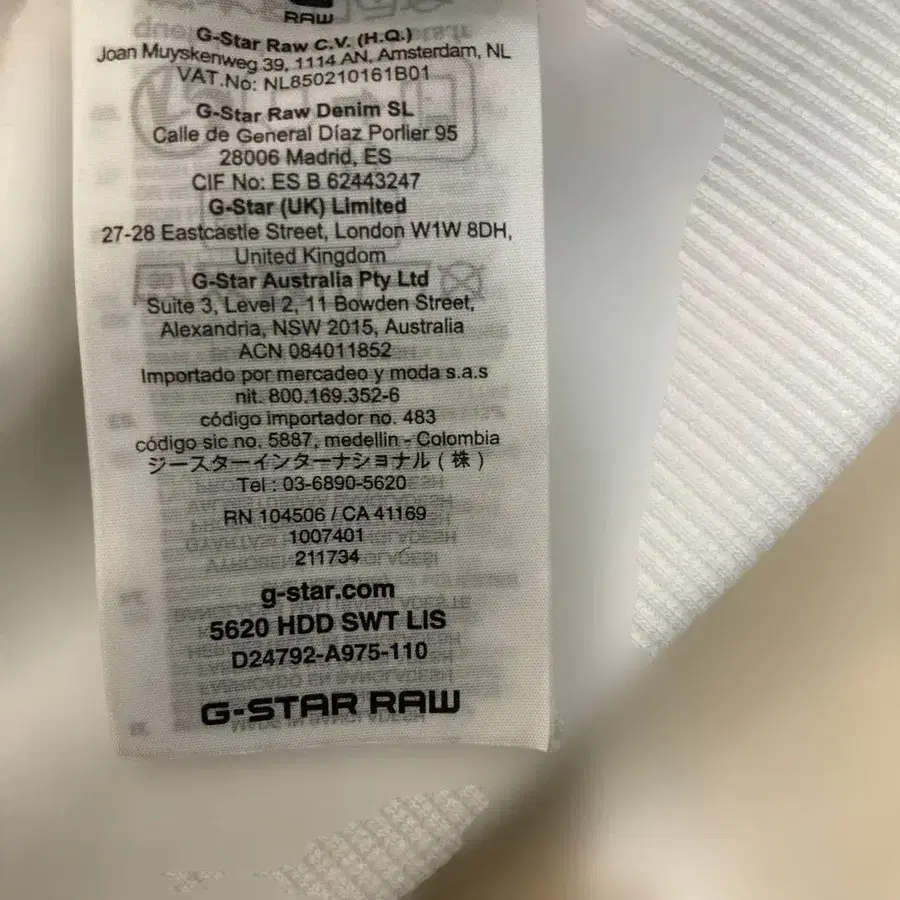 RAW
G-Star Raw C.V. (H.Q.)
Joan Muyskenweg 39, 1114 AN, Amsterdam, NL
VAT.No: NL850210161B01
G-Star Raw Denim SL
Calle de General Díaz Porlier 95
28006 Madrid, ES
CIF No: ES B 62443247
G-Star (UK) Limited
27-28 Eastcastle Street, London W1W 8DH,
United Kingdom
G-Star Australia Pty Ltd
Suite 3, Level 2, 11 Bowden Street,
Alexandria, NSW 2015, Australia
ACN 084011852
Importado por mercadeo y moda s.a.s
nit. 800.169.352-6
código importador no. 483
código sic no. 5887, medellin - Colombia
ジースターインターナショナル ( 株 )
Tel : 03-6890-5620
RN 104506 / CA 41169
1007401
211734
g-star.com
5620 HDD SWT LIS
D24792-A975-110
G-STAR RAW